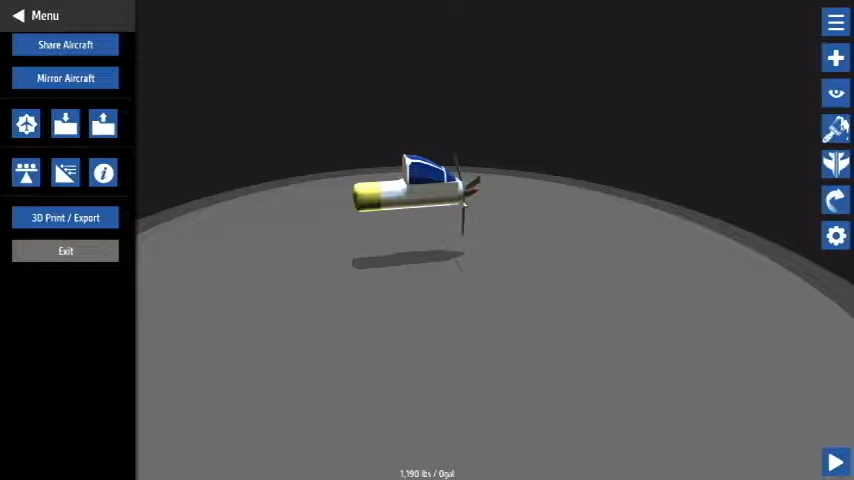 Menu
Share Aircraft
Mirror Aircraft
3D Print / Export
Exit
1,190 lbs / 0gal